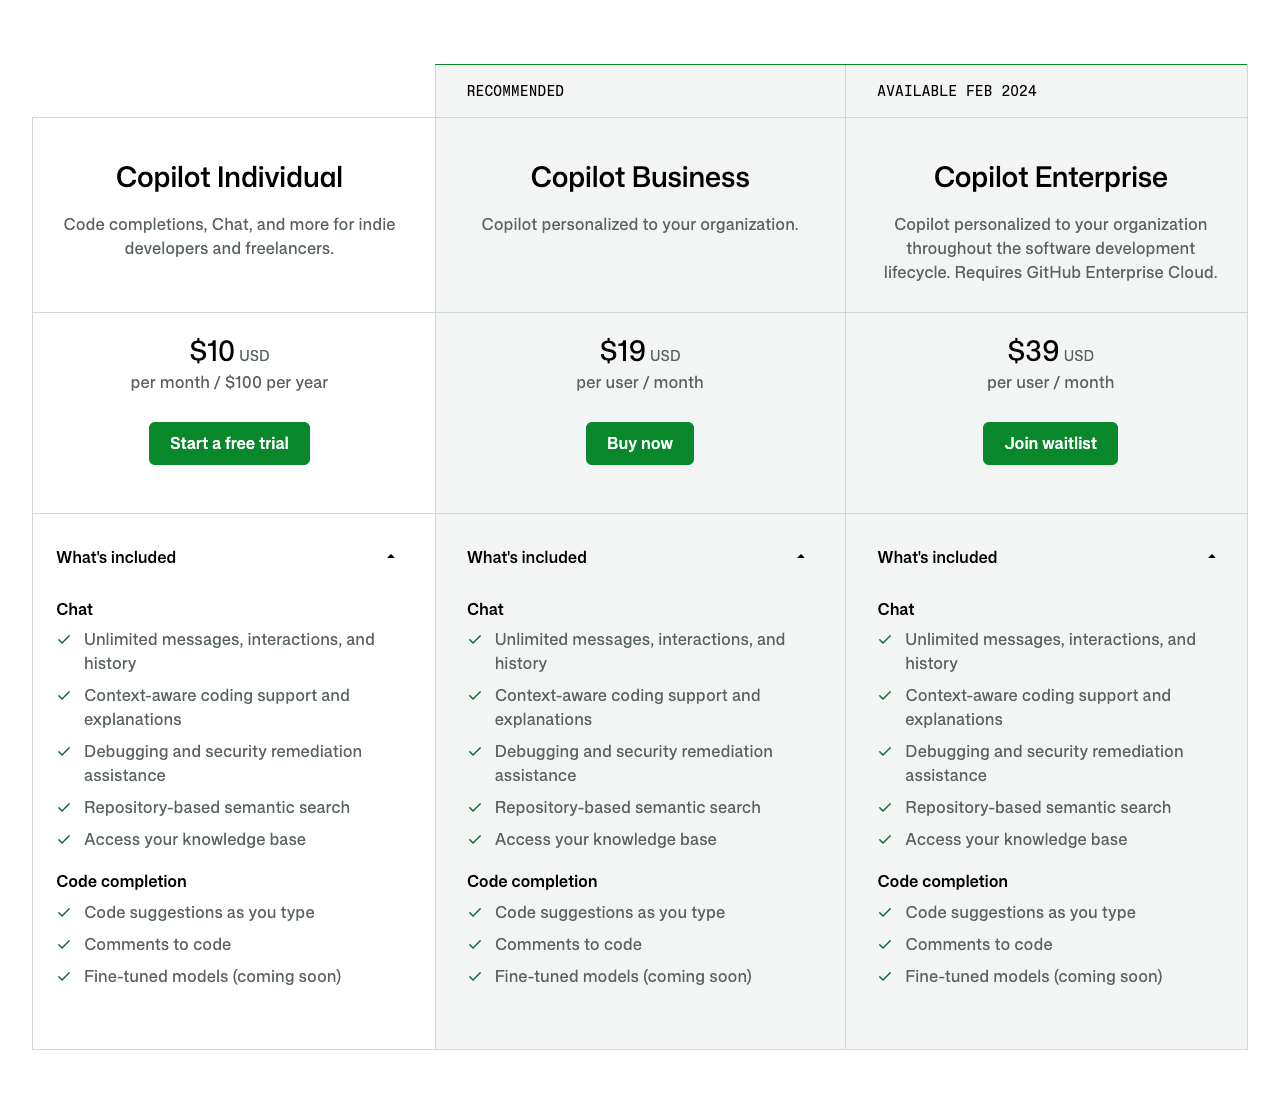 RECOMMENDED
AVAILABLE FEB 2024
Copilot Individual
Code completions, Chat, and more for indie
developers and freelancers.
Copilot Business
Copilot personalized to your organization.
Copilot Enterprise
Copilot personalized to your organization
throughout the software development
lifecycle. Requires GitHub Enterprise Cloud.
$10 USD
per month / $100 per year
Start a free trial
$19 USD
per user / month
Buy now
$39 USD
per user / month
Join waitlist
What's included
Chat
Unlimited messages, interactions, and
history
Context-aware coding support and
explanations
Debugging and security remediation
assistance
Repository-based semantic search
Access your knowledge base
Code completion
Code suggestions as you type
Comments to code
Fine-tuned models (coming soon)
What's included
Chat
Unlimited messages, interactions, and
history
Context-aware coding support and
explanations
Debugging and security remediation
assistance
Repository-based semantic search
Access your knowledge base
Code completion
Code suggestions as you type
Comments to code
Fine-tuned models (coming soon)
What's included
Chat
Unlimited messages, interactions, and
history
Context-aware coding support and
explanations
Debugging and security remediation
assistance
Repository-based semantic search
Access your knowledge base
Code completion
Code suggestions as you type
Comments to code
Fine-tuned models (coming soon)